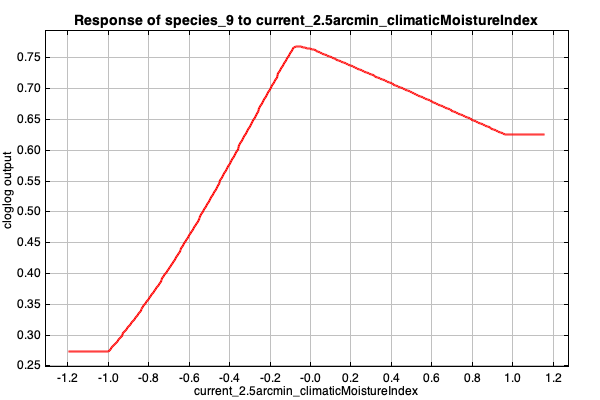 Response of species_9 to current_2.5arcmin_climaticMoistureIndex
cloglog output
0.75
0.70
0.65
0.60
0.55
0.50
0.45
0.40
0.35
0.30
0.25
-1.2 -1.0 -0.8 -0.6 -0.4 -0.2 -0.0 0.2 0.4 0.6 0.8 1.0 1.2
current_2.5arcmin_climaticMoistureIndex